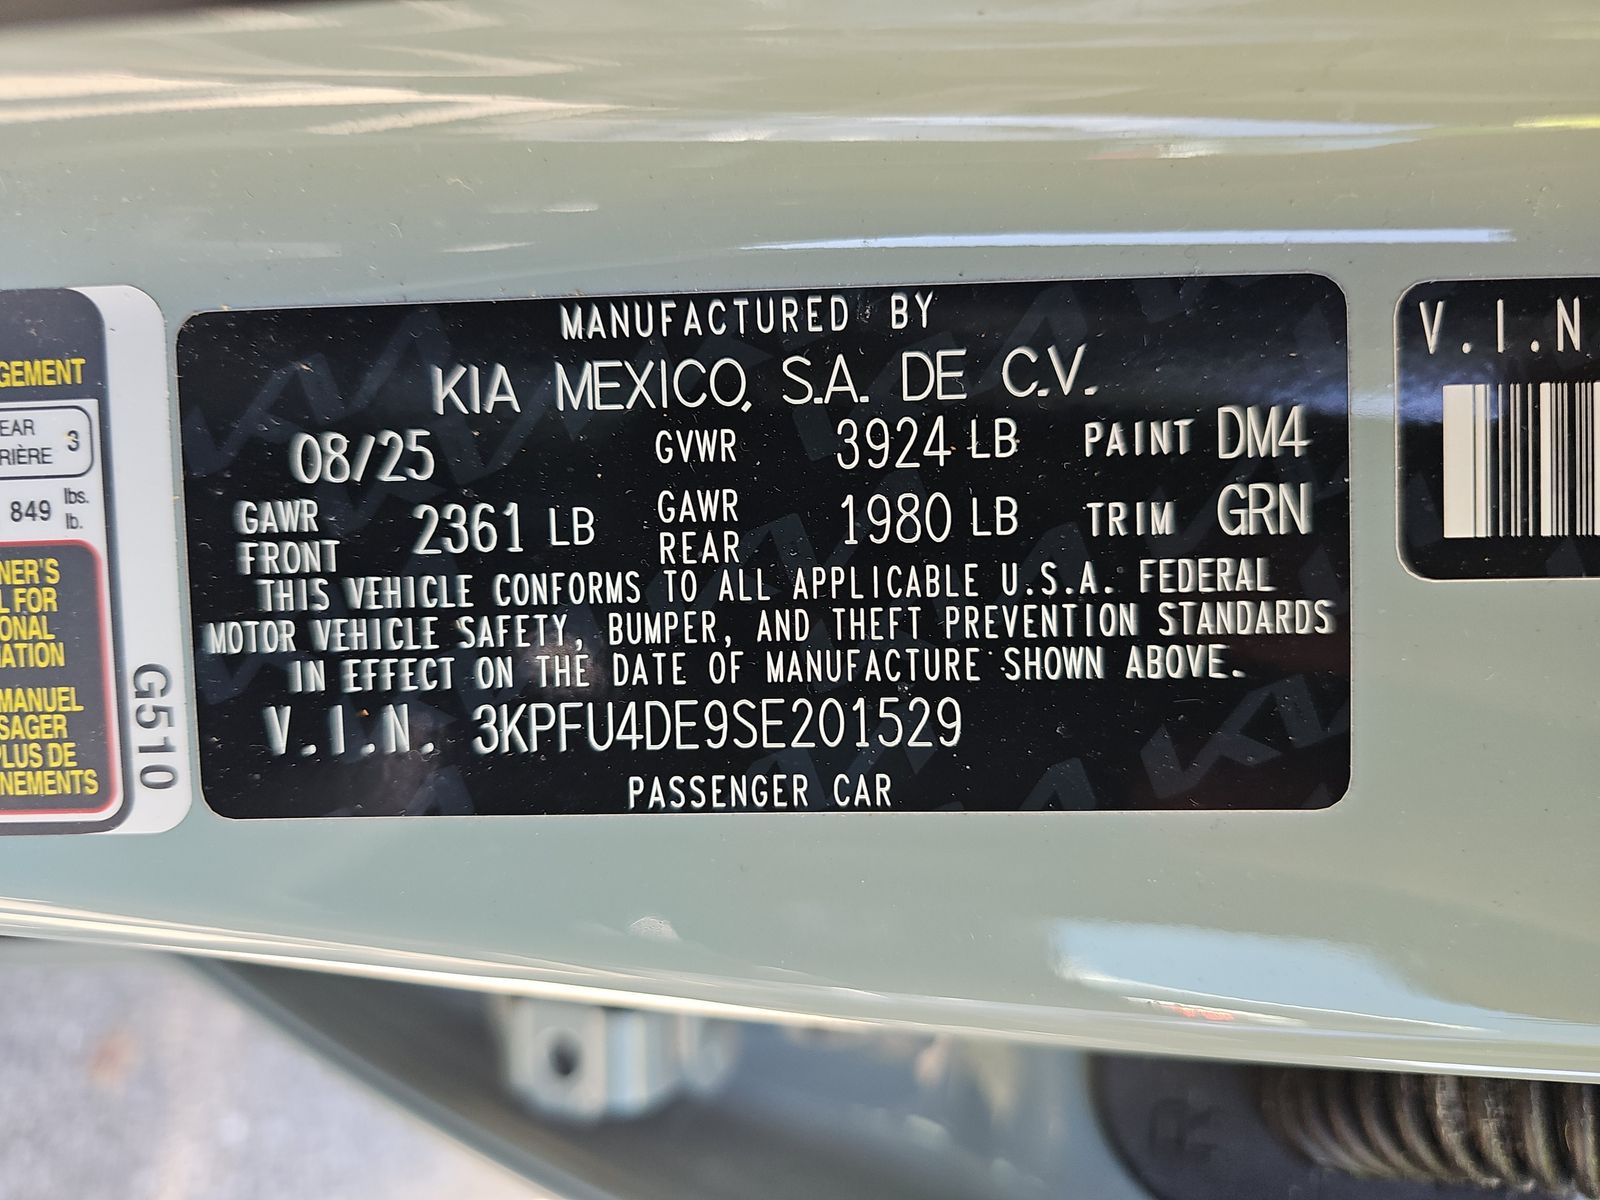 GEMENT
EAR
RIÈRE 3
849 lbs.
lb.
NER'S
L FOR
ONAL
MATION
MANUEL
SAGER
PLUS DE
NEMENTS
G510
MANUFACTURED BY
KIA MEXICO, S.A. DE C.V.
08/25 GVWR 3924 LB PAINT DM4
GAWR FRONT 2361 LB GAWR REAR 1980 LB TRIM GRN
THIS VEHICLE CONFORMS TO ALL APPLICABLE U.S.A. FEDERAL
MOTOR VEHICLE SAFETY, BUMPER, AND THEFT PREVENTION STANDARDS
IN EFFECT ON THE DATE OF MANUFACTURE SHOWN ABOVE.
V.I.N. 3KPFU4DE9SE201529
PASSENGER CAR
V.I.N